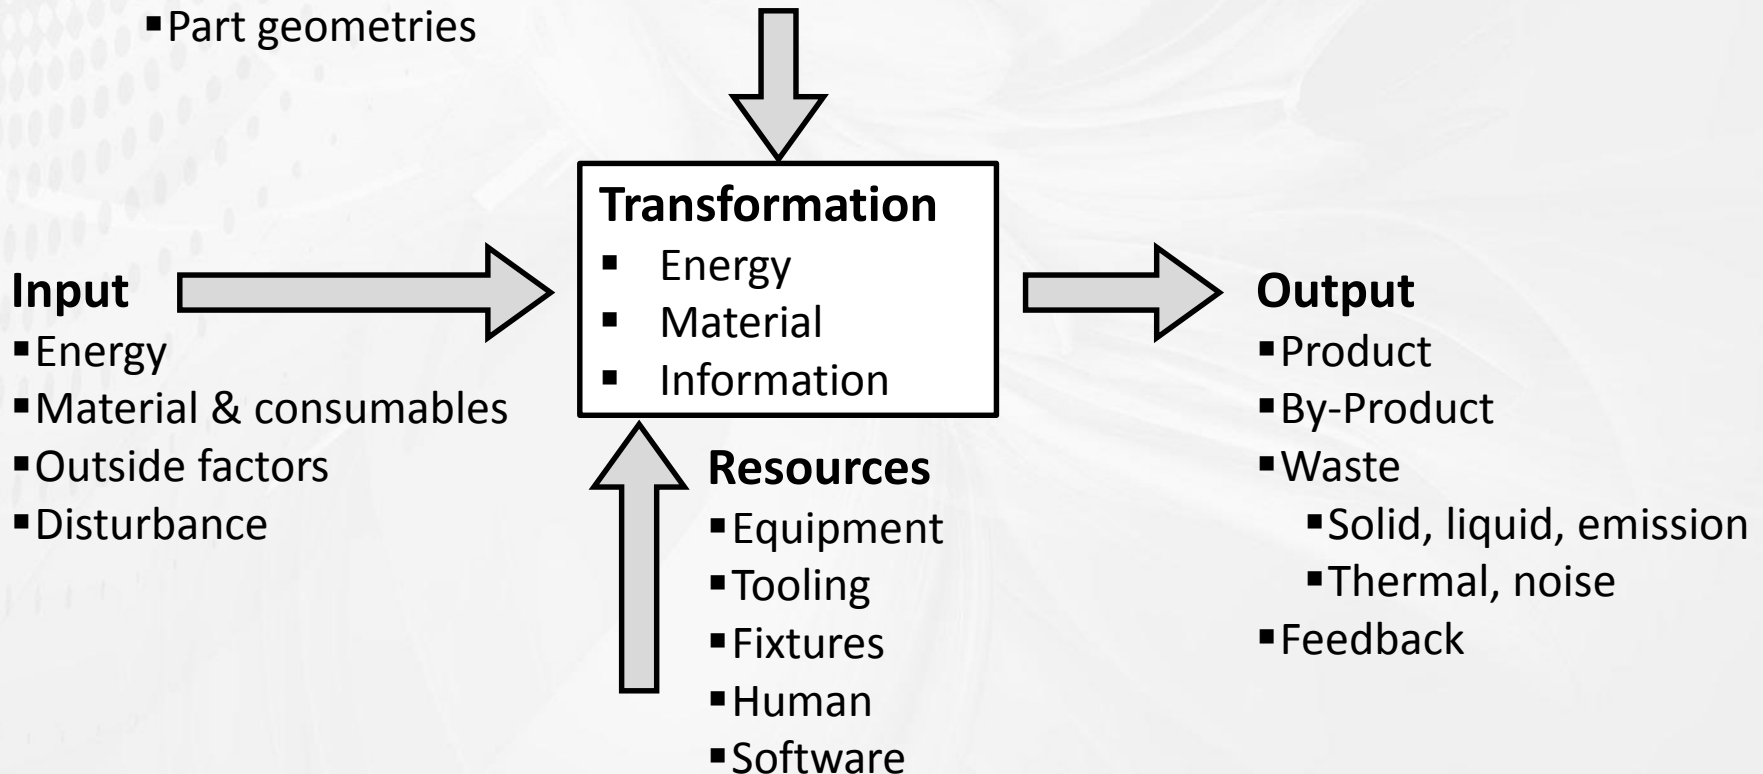 ▪Part geometries
Transformation
▪ Energy
▪ Material
▪ Information
Input
▪Energy
▪Material & consumables
▪Outside factors
▪Disturbance
Resources
▪Equipment
▪Tooling
▪Fixtures
▪Human
▪Software
Output
▪Product
▪By-Product
▪Waste
▪Solid, liquid, emission
▪Thermal, noise
▪Feedback